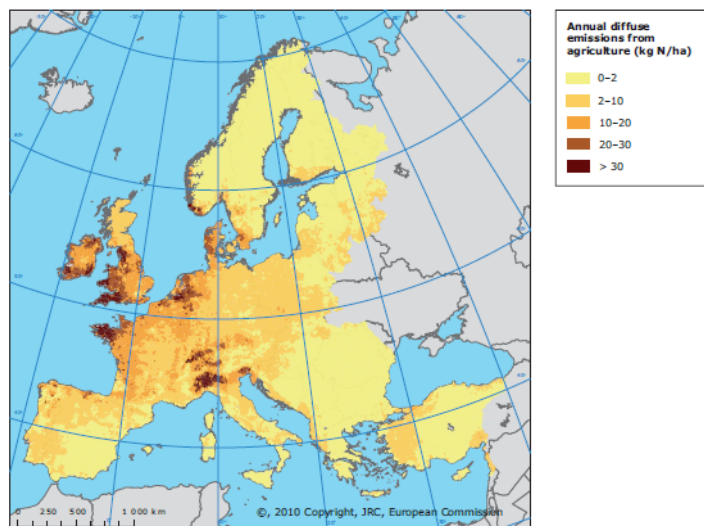 Annual diffuse
emissions from
agriculture (kg N/ha)
0–2
2–10
10–20
20–30
> 30
0 250 500 1 000 km
©, 2010 Copyright, JRC, European Commission